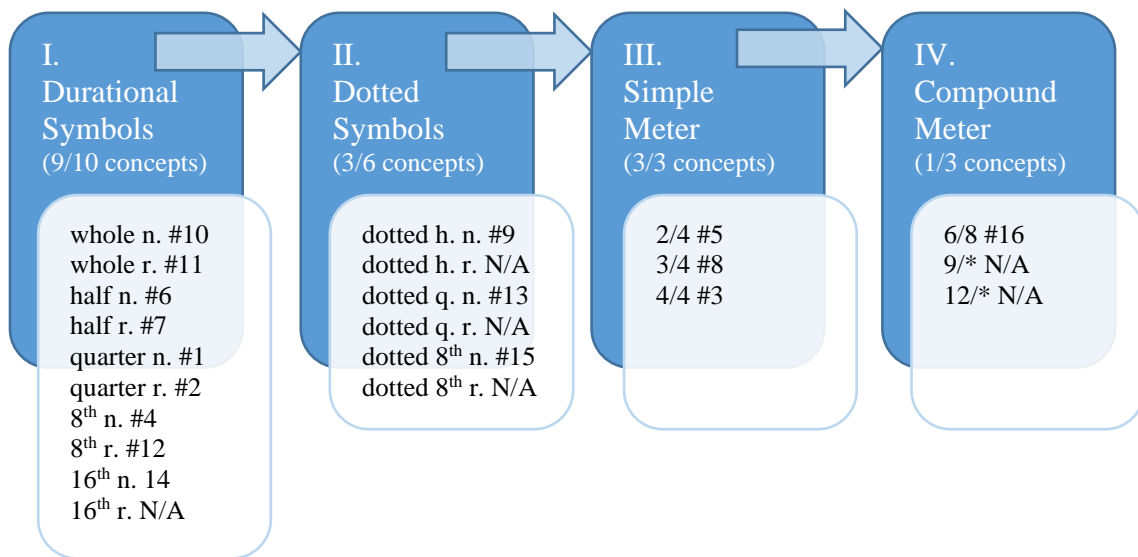 I.
Durational
Symbols
(9/10 concepts)
whole n. #10
whole r. #11
half n. #6
half r. #7
quarter n. #1
quarter r. #2
8th n. #4
8th r. #12
16th n. 14
16th r. N/A
II.
Dotted
Symbols
(3/6 concepts)
dotted h. n. #9
dotted h. r. N/A
dotted q. n. #13
dotted q. r. N/A
dotted 8th n. #15
dotted 8th r. N/A
III.
Simple
Meter
(3/3 concepts)
2/4 #5
3/4 #8
4/4 #3
IV.
Compound
Meter
(1/3 concepts)
6/8 #16
9/* N/A
12/* N/A